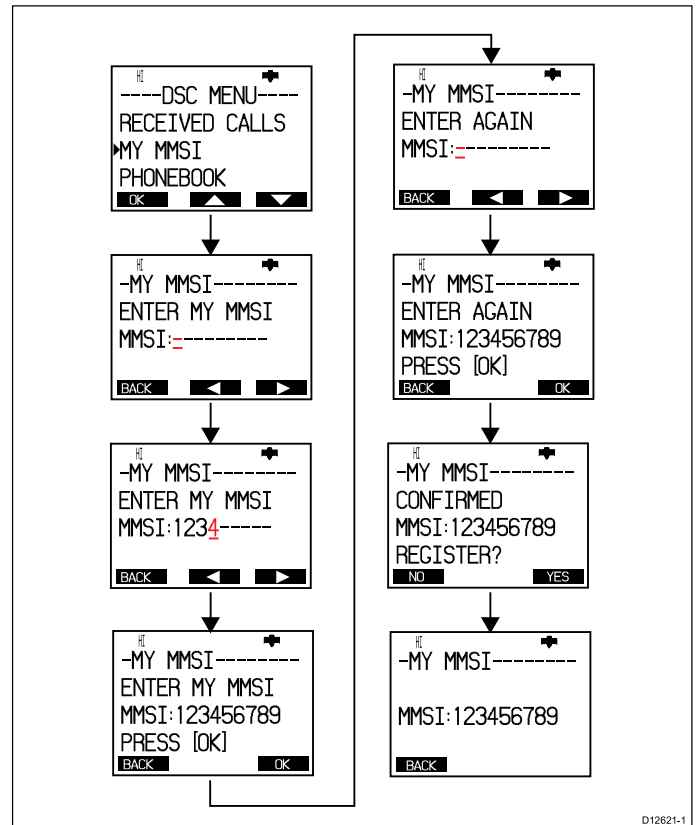 HI
----DSC MENU----
RECEIVED CALLS
MY MMSI
PHONEBOOK
OK
HI
-MY MMSI--------
ENTER MY MMSI
MMSI:---------
BACK
HI
-MY MMSI--------
ENTER MY MMSI
MMSI:1234-----
BACK
HI
-MY MMSI--------
ENTER MY MMSI
MMSI:123456789
PRESS [OK]
BACK OK
HI
-MY MMSI--------
ENTER AGAIN
MMSI:---------
BACK
HI
-MY MMSI--------
ENTER AGAIN
MMSI:123456789
PRESS [OK]
BACK OK
HI
-MY MMSI--------
CONFIRMED
MMSI:123456789
REGISTER?
NO YES
HI
-MY MMSI--------
MMSI:123456789
BACK
D12621-1